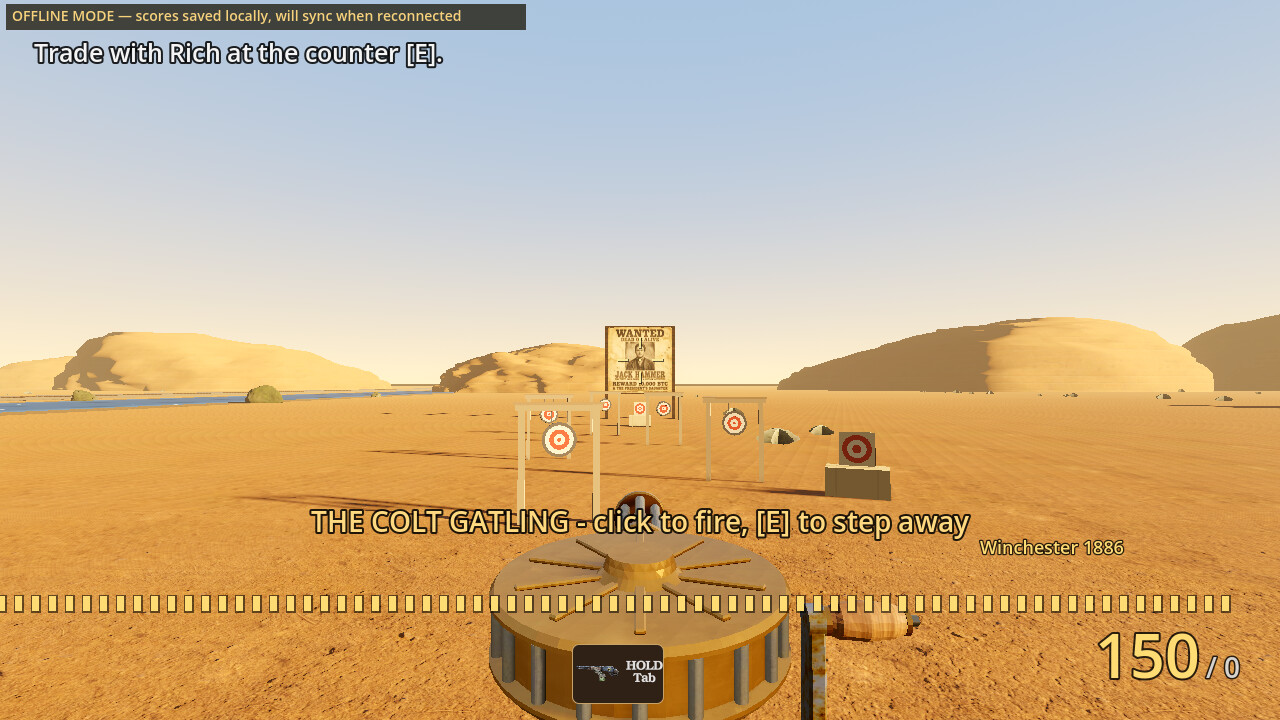 OFFLINE MODE — scores saved locally, will sync when reconnected
Trade with Rich at the counter [E].
WANTED
JACK HAMMER
THE COLT GATLING - click to fire, [E] to step away
Winchester 1886
HOLD
Tab
150 / 0